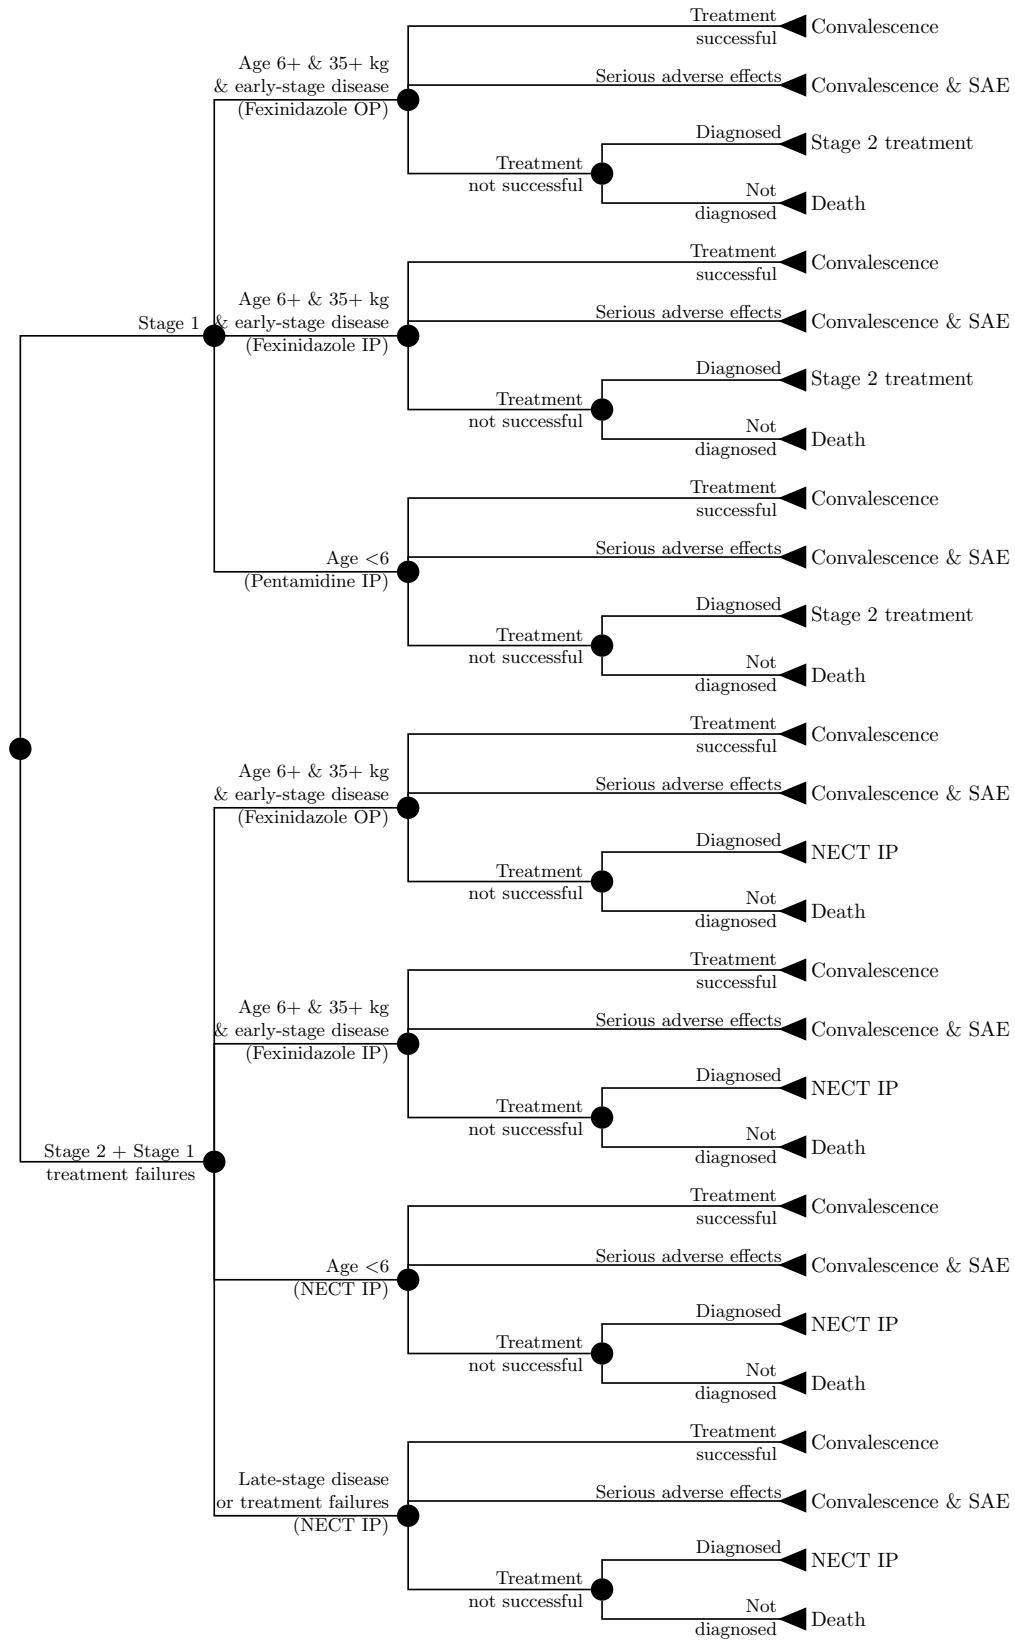 Treatment
successful
Convalescence
Serious adverse effects
Convalescence & SAE
Age 6+ & 35+ kg
& early-stage disease
(Fexinidazole OP)
Diagnosed
Stage 2 treatment
Treatment
not successful
Not
diagnosed
Death
Treatment
successful
Convalescence
Stage 1
Age 6+ & 35+ kg
& early-stage disease
(Fexinidazole IP)
Serious adverse effects
Convalescence & SAE
Diagnosed
Stage 2 treatment
Treatment
not successful
Not
diagnosed
Death
Treatment
successful
Convalescence
Age <6
(Pentamidine IP)
Serious adverse effects
Convalescence & SAE
Diagnosed
Stage 2 treatment
Treatment
not successful
Not
diagnosed
Death
Treatment
successful
Convalescence
Age 6+ & 35+ kg
& early-stage disease
(Fexinidazole OP)
Serious adverse effects
Convalescence & SAE
Diagnosed
NECT IP
Treatment
not successful
Not
diagnosed
Death
Treatment
successful
Convalescence
Age 6+ & 35+ kg
& early-stage disease
(Fexinidazole IP)
Serious adverse effects
Convalescence & SAE
Diagnosed
NECT IP
Treatment
not successful
Not
diagnosed
Death
Stage 2 + Stage 1
treatment failures
Treatment
successful
Convalescence
Age <6
(NECT IP)
Serious adverse effects
Convalescence & SAE
Diagnosed
NECT IP
Treatment
not successful
Not
diagnosed
Death
Treatment
successful
Convalescence
Late-stage disease
or treatment failures
(NECT IP)
Serious adverse effects
Convalescence & SAE
Diagnosed
NECT IP
Treatment
not successful
Not
diagnosed
Death